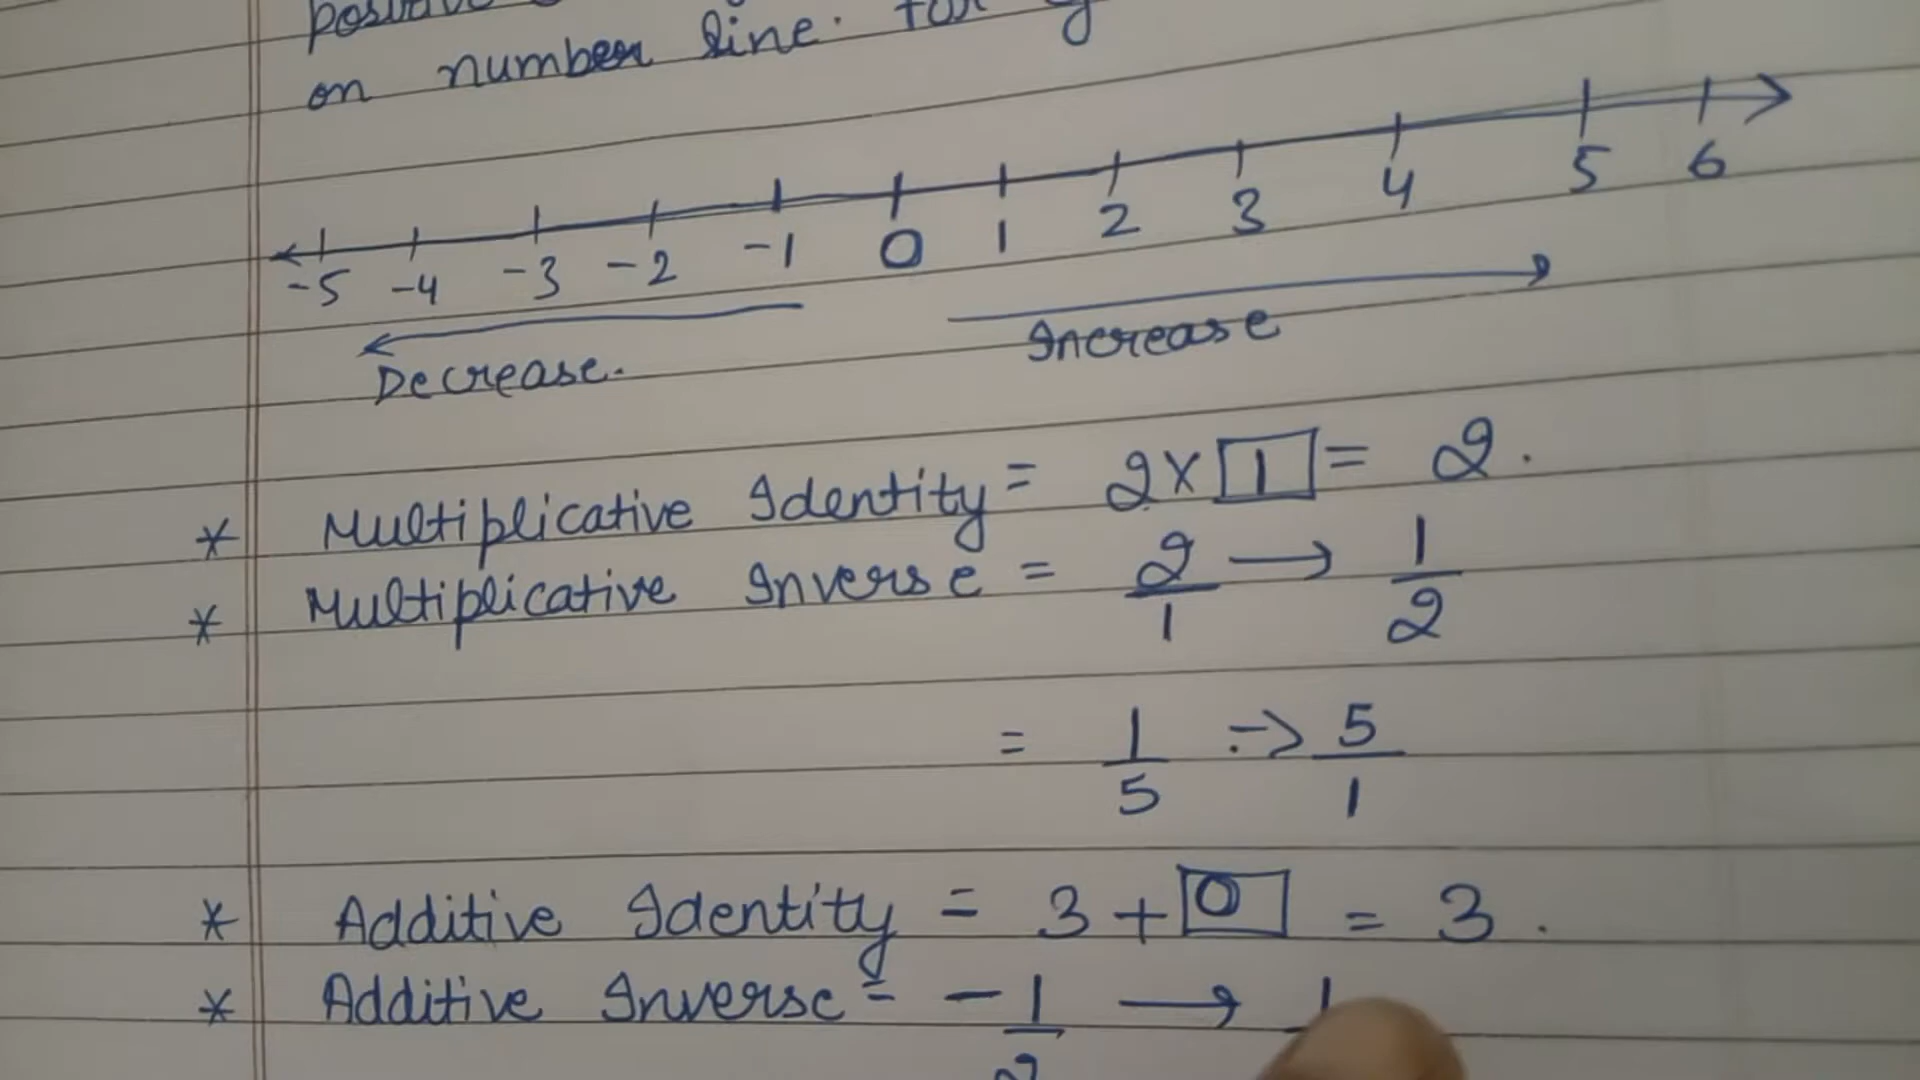 on number line.
-5 -4 -3 -2 -1 0 1 2 3 4 5 6
Decrease. Increase
* Multiplicative Identity = 2 × 1 = 2.
* Multiplicative Inverse = 2/1 → 1/2
= 1/5 → 5/1
* Additive Identity = 3 + 0 = 3.
* Additive Inverse = -1/2 → 1